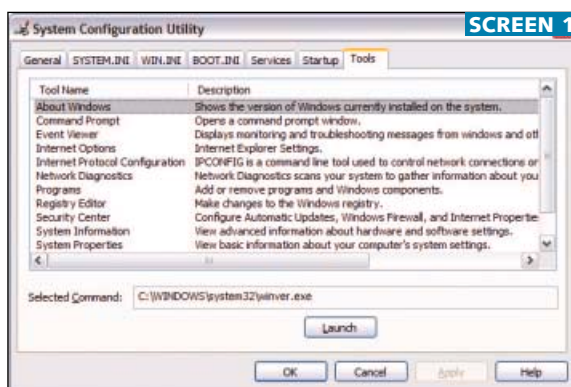 System Configuration Utility
SCREEN 1
General SYSTEM.INI WIN.INI BOOT.INI Services Startup Tools
Tool Name Description
About Windows Shows the version of Windows currently installed on the system.
Command Prompt Opens a command prompt window.
Event Viewer Displays monitoring and troubleshooting messages from windows and otl
Internet Options Internet Explorer Settings.
Internet Protocol Configuration IPCONFIG is a command line tool used to control network connections or
Network Diagnostics Network Diagnostics scans your system to gather information about you
Programs Add or remove programs and Windows components.
Registry Editor Make changes to the Windows registry.
Security Center Configure Automatic Updates, Windows Firewall, and Internet Propertie
System Information View advanced information about hardware and software settings.
System Properties View basic information about your computer's system settings.
Selected Command: C:\WINDOWS\system32\winver.exe
Launch
OK Cancel Apply Help